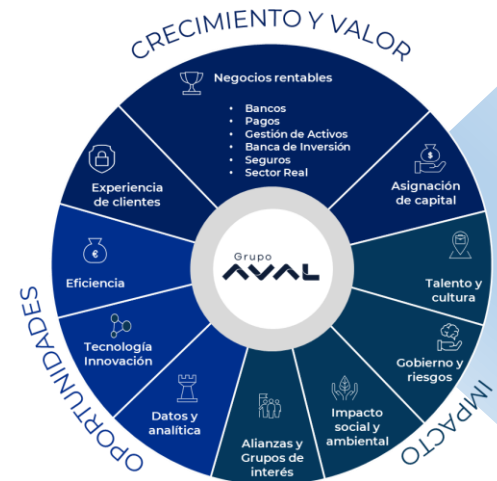 CRECIMIENTO Y VALOR
Negocios rentables
• Bancos
• Pagos
• Gestión de Activos
• Banca de Inversión
• Seguros
• Sector Real
$
Asignación
de capital
Talento y
cultura
Gobierno y
riesgos
IMPACTO
Impacto
social y
ambiental
Alianzas y
Grupos de
interés
Datos y
analítica
Tecnología
Innovación
€
Eficiencia
OPORTUNIDADES
Experiencia
de clientes
Grupo
AVAL